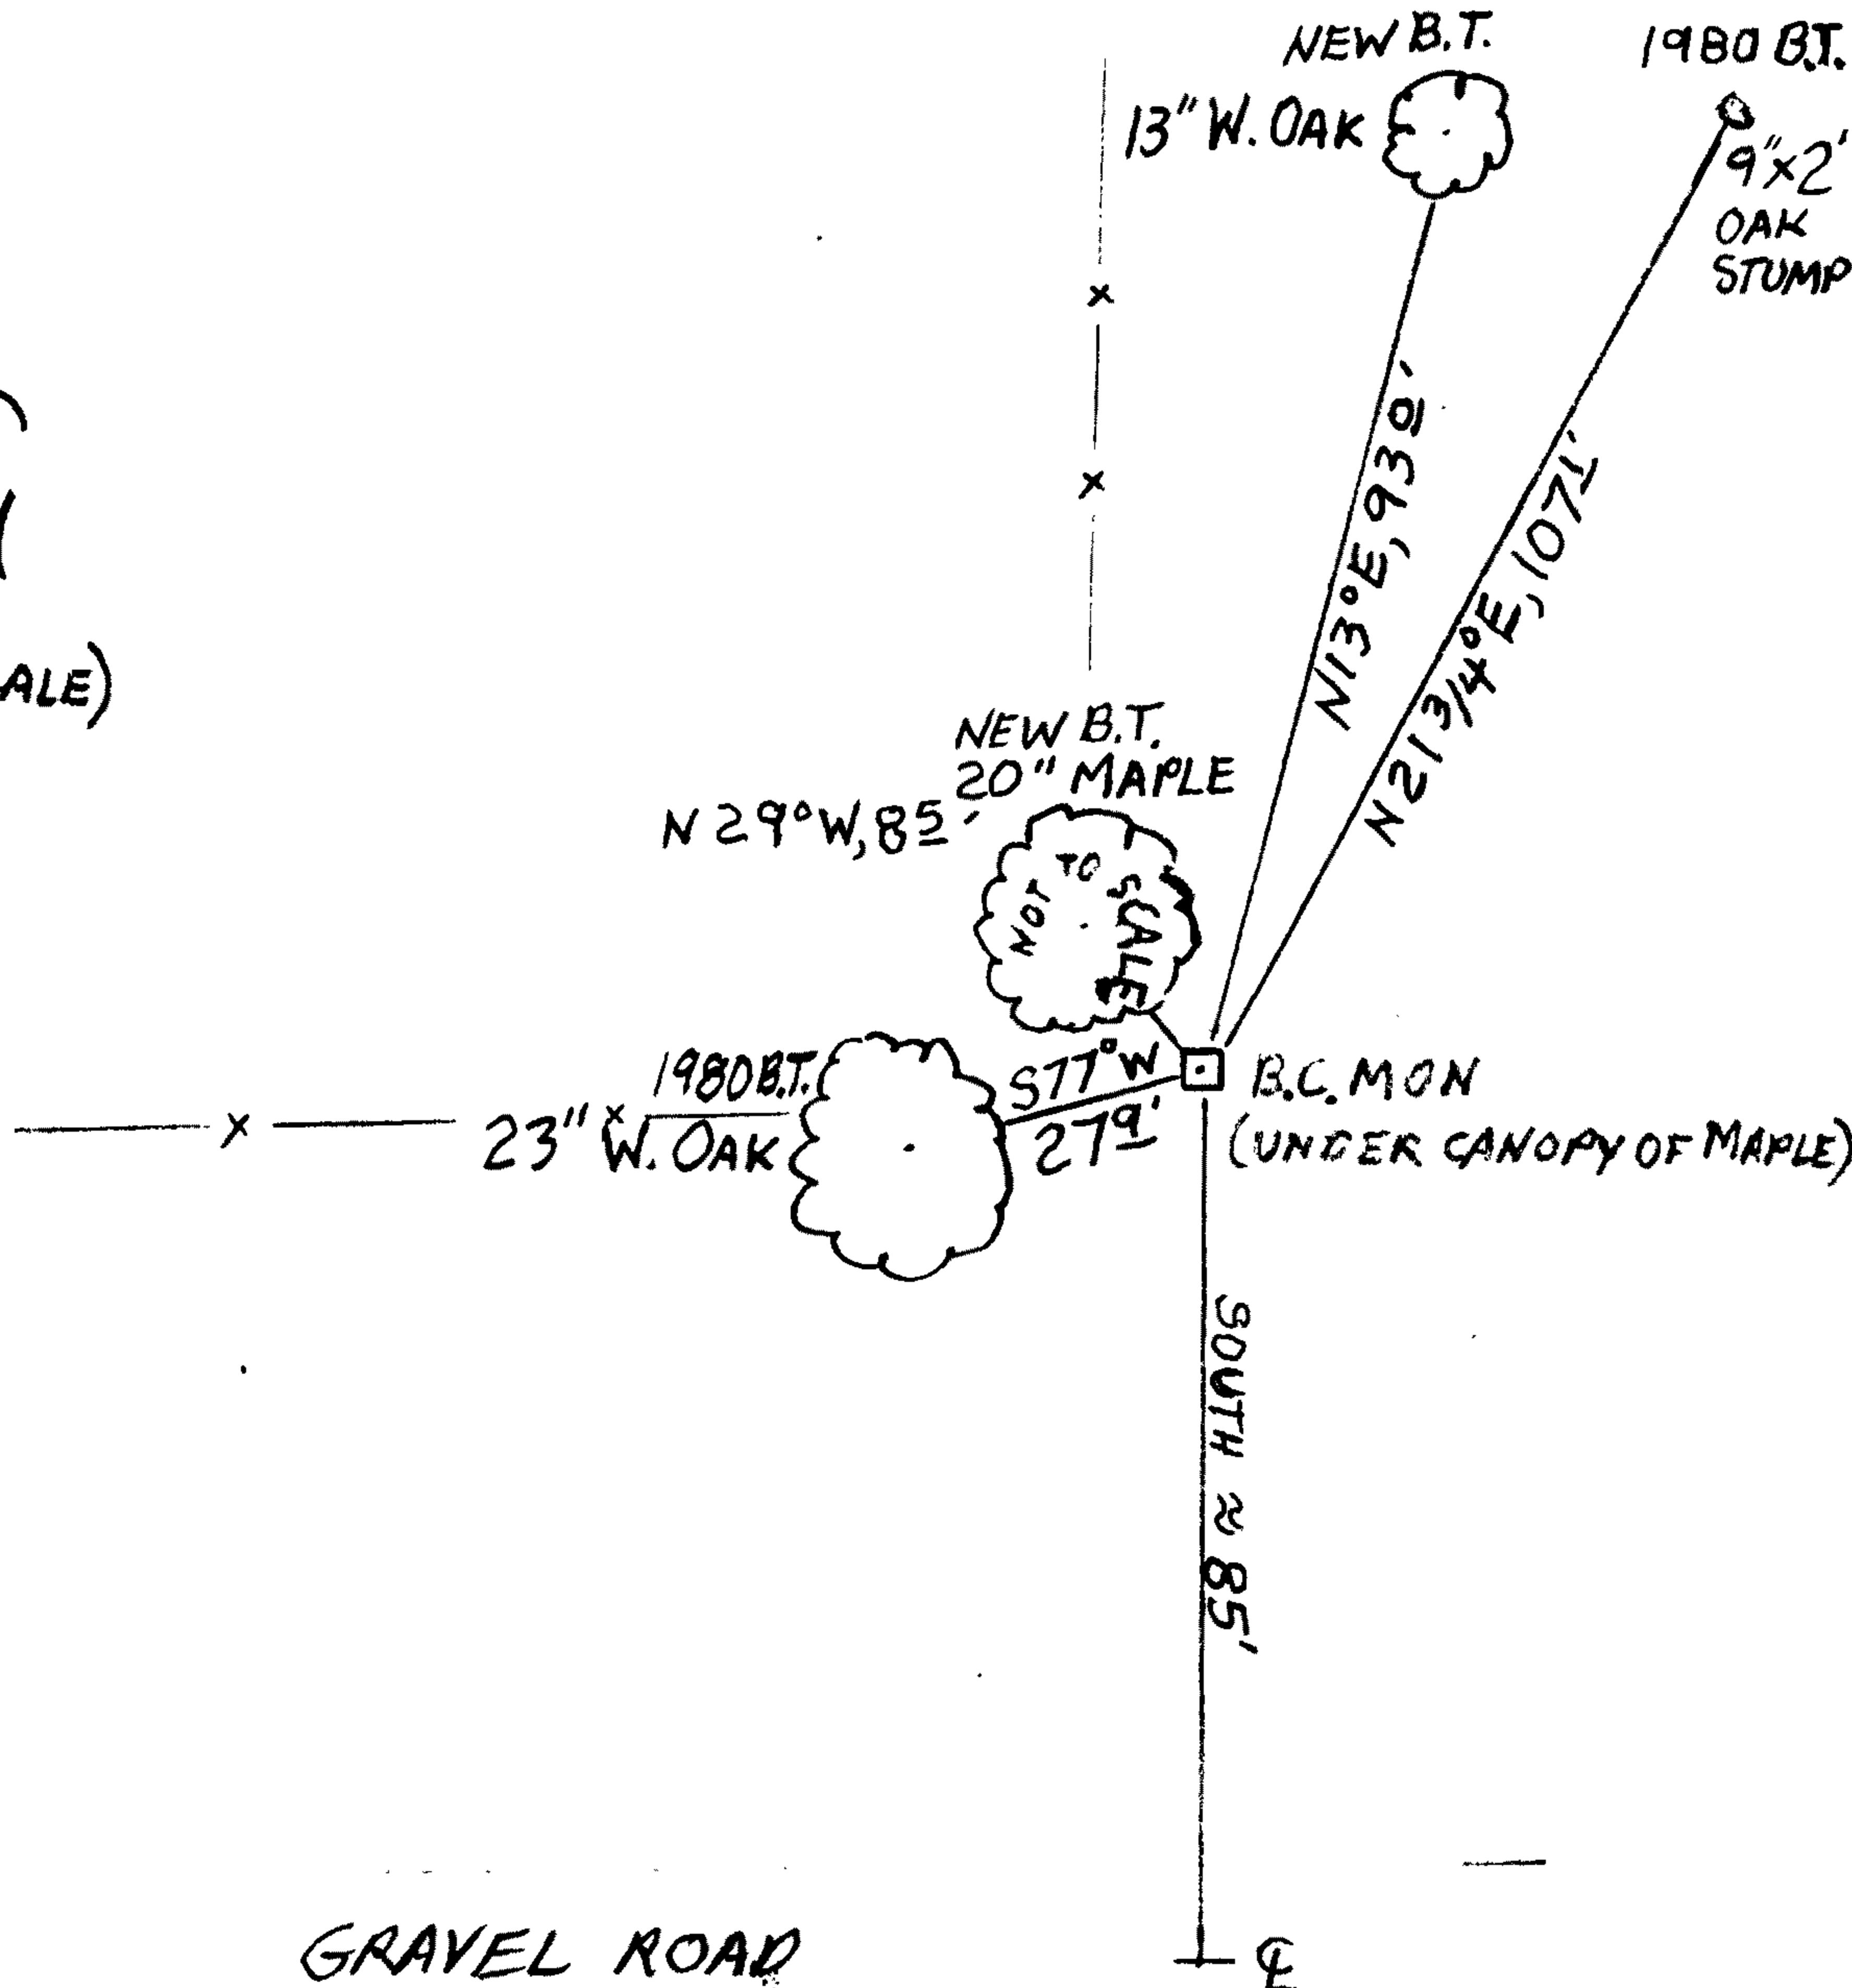 NEW B.T.
1980 B.T.
13" W. OAK
9"x2'
OAK
STUMP
N13°E, 93 0'
N 21 3/4°E, 107 1'
ALE)
NEW B.T.
20" MAPLE
N 29°W, 8 5'
NOT TO SCALE
1980 B.T.
23" W. OAK
S77°W
27 9'
B.C. MON
(UNDER CANOPY OF MAPLE)
SOUTH ≈ 85'
GRAVEL ROAD
℄